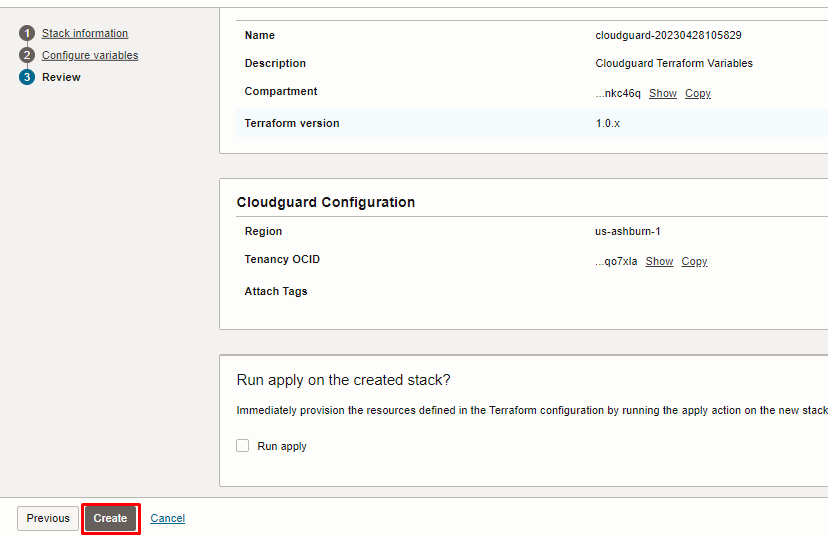 1 Stack information
2 Configure variables
3 Review
Name cloudguard-20230428105829
Description Cloudguard Terraform Variables
Compartment ...nkc46q Show Copy
Terraform version 1.0.x
Cloudguard Configuration
Region us-ashburn-1
Tenancy OCID ...qo7xla Show Copy
Attach Tags
Run apply on the created stack?
Immediately provision the resources defined in the Terraform configuration by running the apply action on the new stack
Run apply
Previous Create Cancel